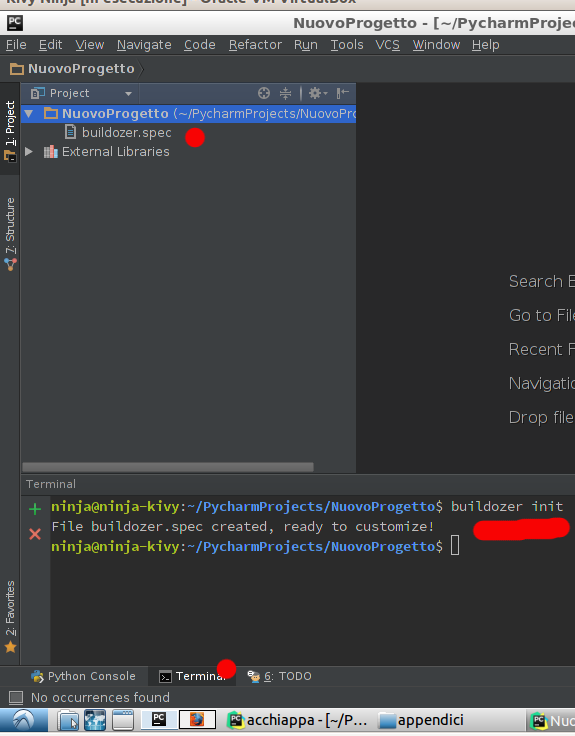 Kivy Ninja [in esecuzione] - Oracle VM VirtualBox
PC
NuovoProgetto - [~/PycharmProjec
File Edit View Navigate Code Refactor Run Tools VCS Window Help
NuovoProgetto
1: Project
7: Structure
2: Favorites
Project
NuovoProgetto (~/PycharmProjects/NuovoPro
buildozer.spec
External Libraries
Search E
Go to File
Recent F
Navigatio
Drop file
Terminal
ninja@ninja-kivy:~/PycharmProjects/NuovoProgetto$ buildozer init
File buildozer.spec created, ready to customize!
ninja@ninja-kivy:~/PycharmProjects/NuovoProgetto$
Python Console Terminal 6: TODO
No occurrences found
PC acchiappa - [~/P... appendici Nuo